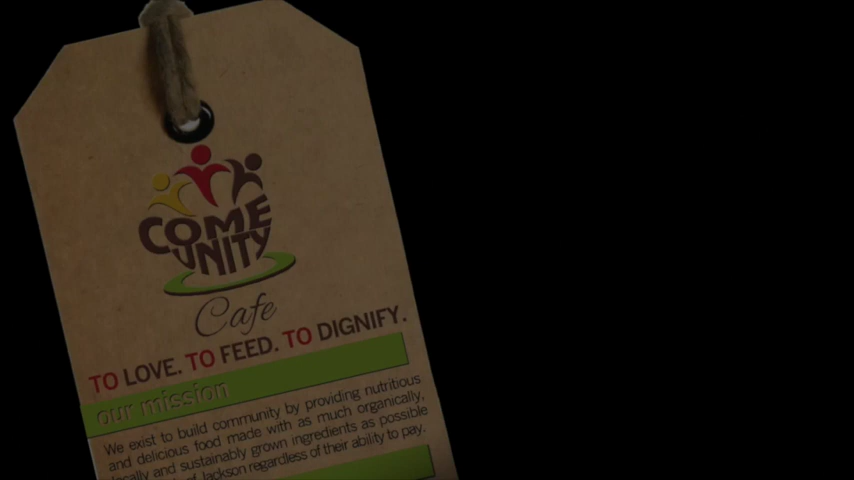 COME
UNITY
Cafe
TO LOVE. TO FEED. TO DIGNIFY.
our mission
We exist to build community by providing nutritious
and delicious food made with as much organically,
locally and sustainably grown ingredients as possible
of Jackson regardless of their ability to pay.